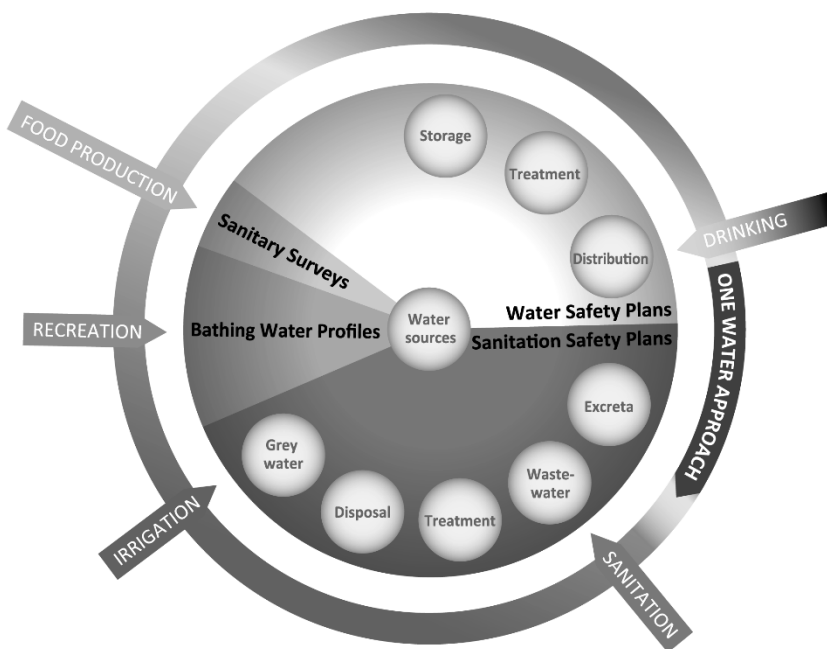 Storage
Treatment
Distribution
FOOD PRODUCTION
DRINKING
Sanitary Surveys
RECREATION
Bathing Water Profiles
Water
sources
Water Safety Plans
Sanitation Safety Plans
ONE WATER APPROACH
Excreta
Grey
water
Waste-
water
Disposal
Treatment
IRRIGATION
SANITATION